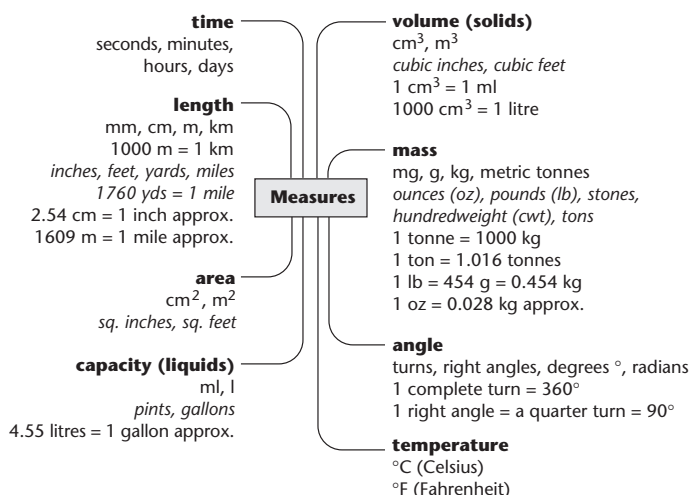 time
seconds, minutes,
hours, days
length
mm, cm, m, km
1000 m = 1 km
inches, feet, yards, miles
1760 yds = 1 mile
2.54 cm = 1 inch approx.
1609 m = 1 mile approx.
area
cm², m²
sq. inches, sq. feet
capacity (liquids)
ml, l
pints, gallons
4.55 litres = 1 gallon approx.
Measures
volume (solids)
cm³, m³
cubic inches, cubic feet
1 cm³ = 1 ml
1000 cm³ = 1 litre
mass
mg, g, kg, metric tonnes
ounces (oz), pounds (lb), stones,
hundredweight (cwt), tons
1 tonne = 1000 kg
1 ton = 1.016 tonnes
1 lb = 454 g = 0.454 kg
1 oz = 0.028 kg approx.
angle
turns, right angles, degrees °, radians
1 complete turn = 360°
1 right angle = a quarter turn = 90°
temperature
°C (Celsius)
°F (Fahrenheit)